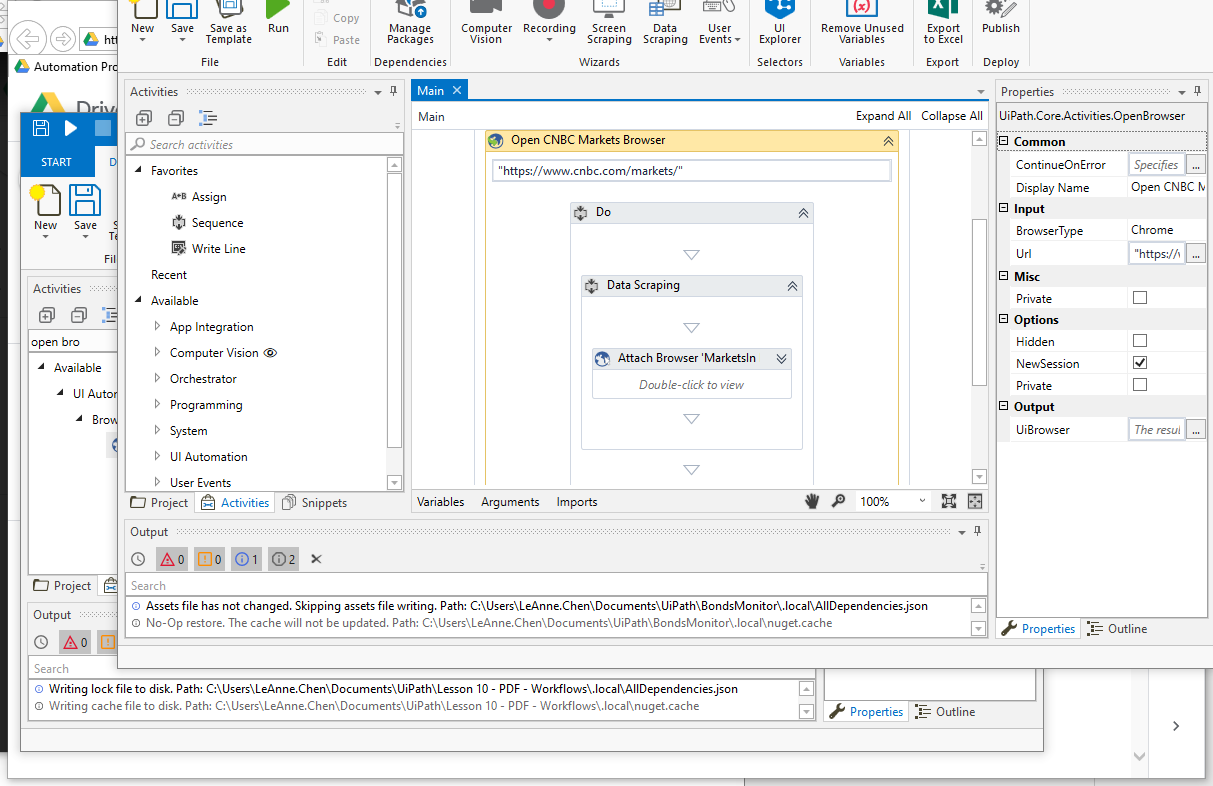 New
Save
Save as
Template
Run
Copy
Paste
Manage
Packages
Computer
Vision
Recording
Screen
Scraping
Data
Scraping
User
Events
UI
Explorer
Remove Unused
Variables
Export
to Excel
Publish
File
Edit
Dependencies
Wizards
Selectors
Variables
Export
Deploy
Activities
Search activities
Favorites
A+B Assign
Sequence
Write Line
Recent
Available
App Integration
Computer Vision
Orchestrator
Programming
System
UI Automation
User Events
Project
Activities
Snippets
Main
Main
Expand All
Collapse All
Open CNBC Markets Browser
"https://www.cnbc.com/markets/"
Do
Data Scraping
Attach Browser 'MarketsIn
Double-click to view
Variables
Arguments
Imports
100%
Properties
UiPath.Core.Activities.OpenBrowser
Common
ContinueOnError Specifies ...
Display Name Open CNBC M
Input
BrowserType Chrome
Url "https://w ...
Misc
Private
Options
Hidden
NewSession
Private
Output
UiBrowser The resul ...
Properties
Outline
Output
0 0 1 2
Search
Assets file has not changed. Skipping assets file writing. Path: C:\Users\LeAnne.Chen\Documents\UiPath\BondsMonitor\.local\AllDependencies.json
No-Op restore. The cache will not be updated. Path: C:\Users\LeAnne.Chen\Documents\UiPath\BondsMonitor\.local\nuget.cache
htt
Automation Pro
Drive
START
D
New
Save
S
Te
Fil
Activities
open bro
Available
UI Autor
Brow
Project
Output
0
Search
Writing lock file to disk. Path: C:\Users\LeAnne.Chen\Documents\UiPath\Lesson 10 - PDF - Workflows\.local\AllDependencies.json
Writing cache file to disk. Path: C:\Users\LeAnne.Chen\Documents\UiPath\Lesson 10 - PDF - Workflows\.local\nuget.cache
Properties
Outline